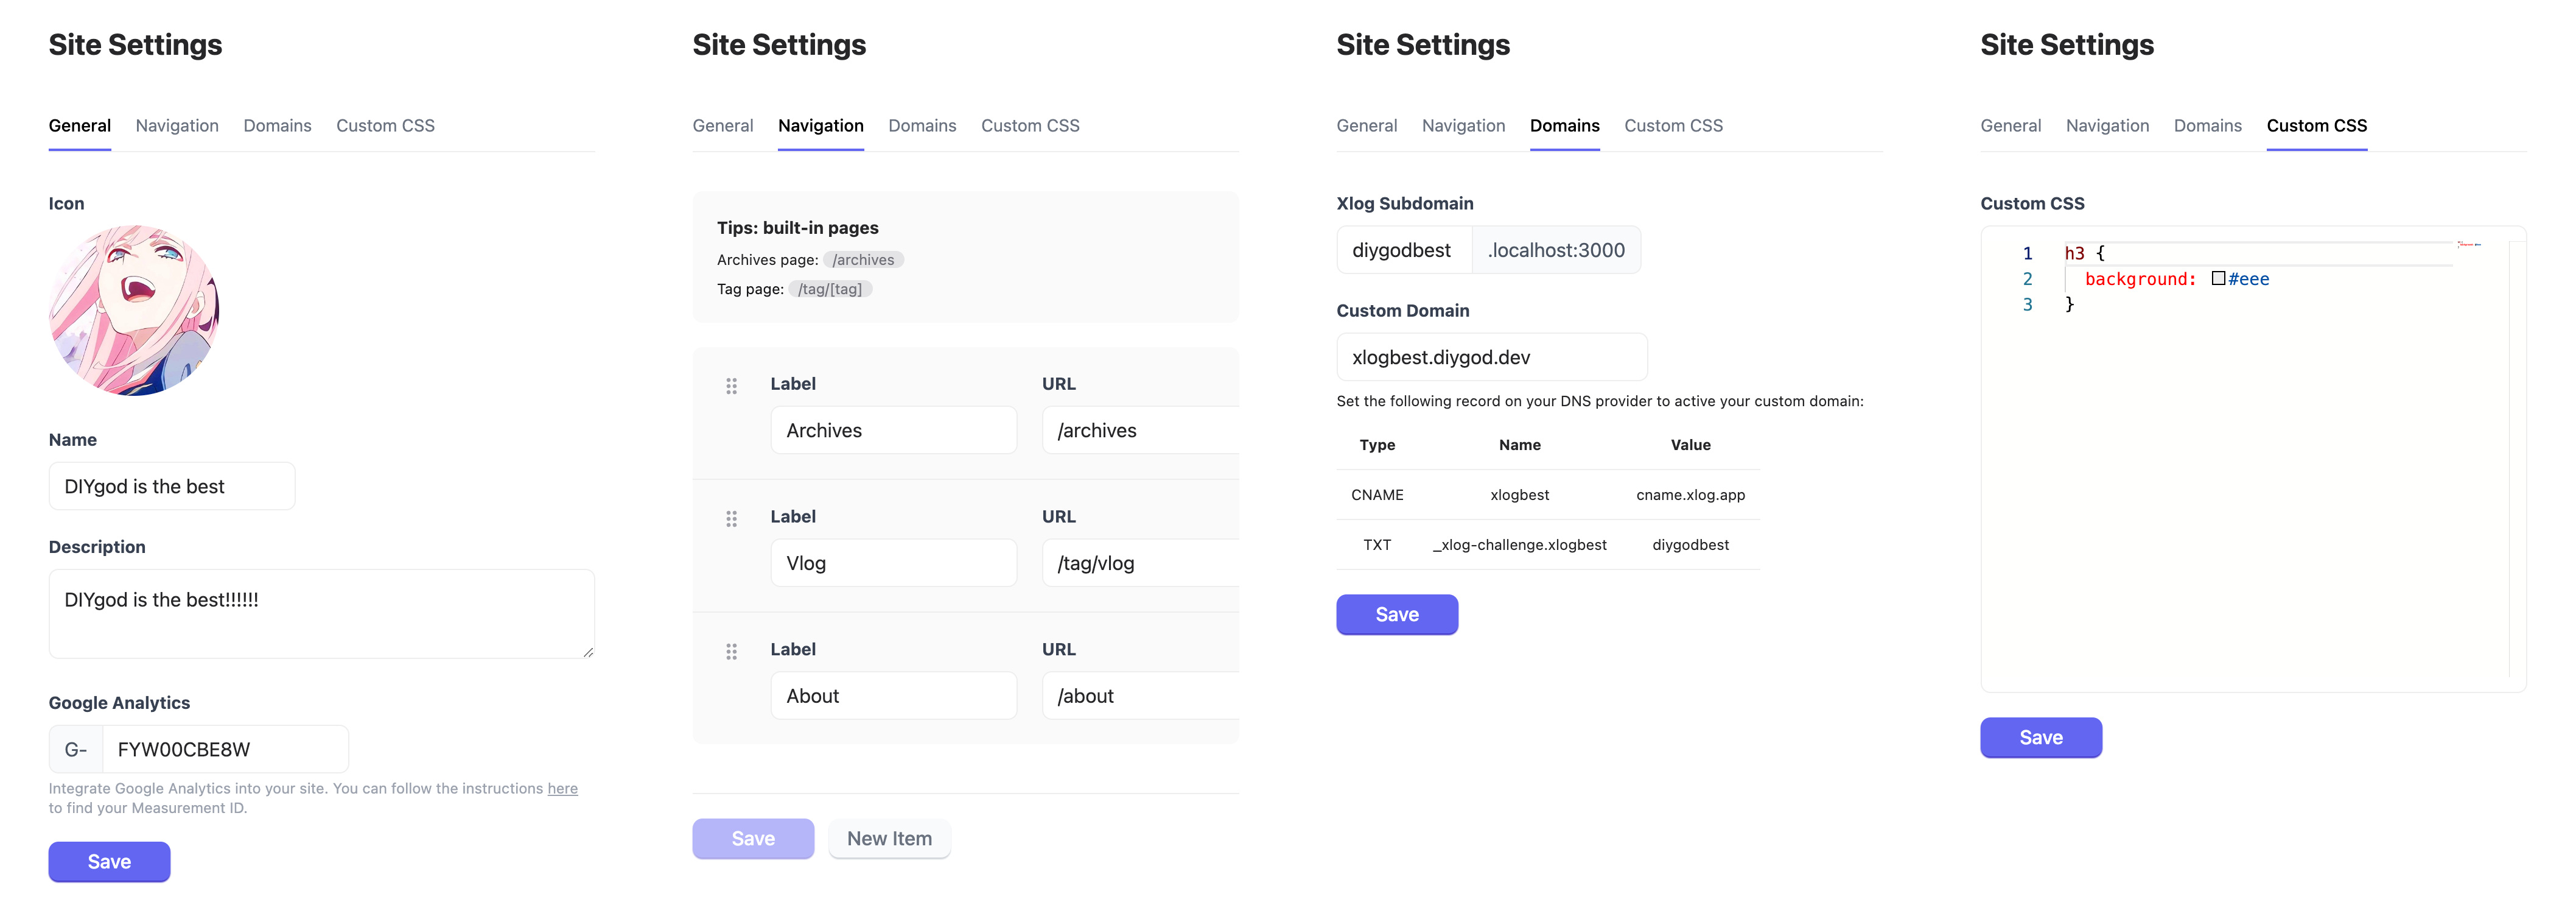 Site Settings
General Navigation Domains Custom CSS
Icon
Name
DIYgod is the best
Description
DIYgod is the best!!!!!!
Google Analytics
G- FYW00CBE8W
Integrate Google Analytics into your site. You can follow the instructions here
to find your Measurement ID.
Save
Site Settings
General Navigation Domains Custom CSS
Tips: built-in pages
Archives page: /archives
Tag page: /tag/[tag]
Label URL
Archives /archives
Label URL
Vlog /tag/vlog
Label URL
About /about
Save New Item
Site Settings
General Navigation Domains Custom CSS
Xlog Subdomain
diygodbest .localhost:3000
Custom Domain
xlogbest.diygod.dev
Set the following record on your DNS provider to active your custom domain:
Type Name Value
CNAME xlogbest cname.xlog.app
TXT _xlog-challenge.xlogbest diygodbest
Save
Site Settings
General Navigation Domains Custom CSS
Custom CSS
1 h3 {
2 background: #eee
3 }
Save